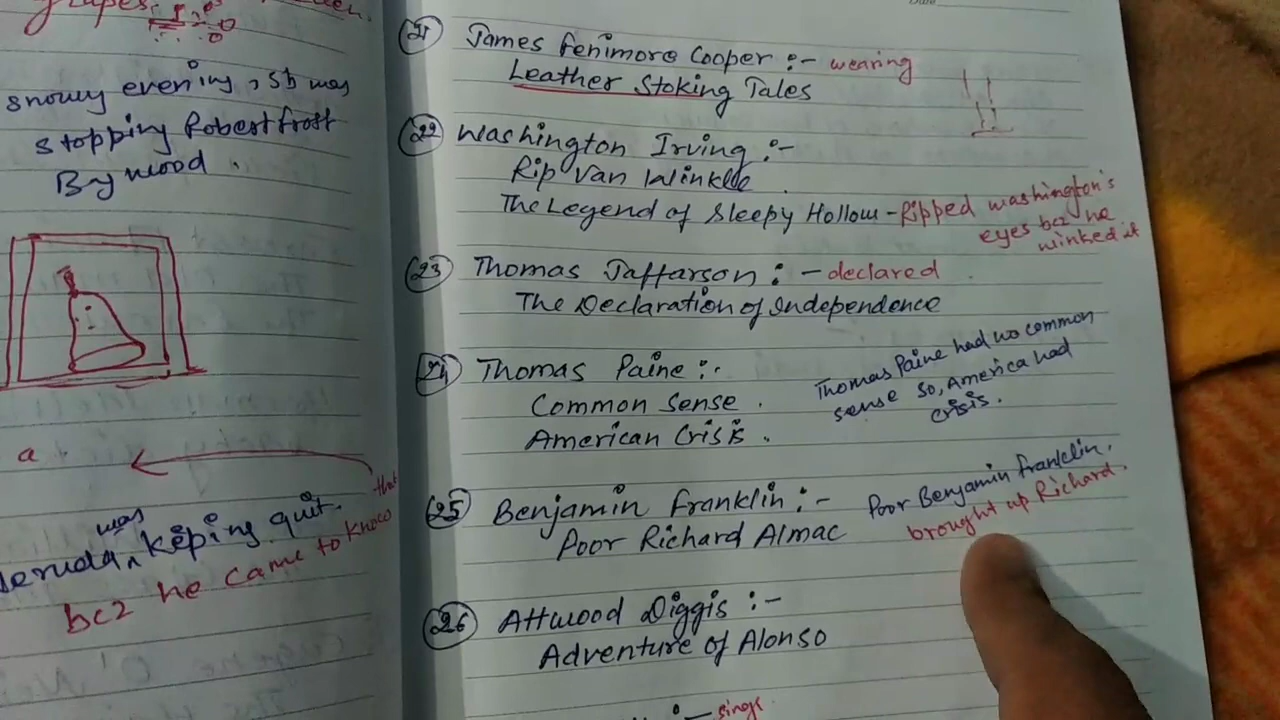 snowy evening, sb was
stopping Robert frost
By wood.
a
was
keping quit.
that
bcz he came to know
(21) James Fenimore Cooper :- wearing
Leather Stoking Tales
(22) Washington Irving :-
Rip Van Winkle
The Legend of Sleepy Hollow - Ripped washington's
eyes bcz he
winked it
(23) Thomas Jaffarson :- declared
The Declaration of Independence
(24) Thomas Paine :-
Common Sense.
American Crisis.
Thomas Paine had no common
sense so, America had
crisis.
(25) Benjamin Franklin :-
Poor Richard Almac
Poor Benjamin Franklin.
brought up Richard.
(26) Attwood Diggis :-
Adventure of Alonso
sings